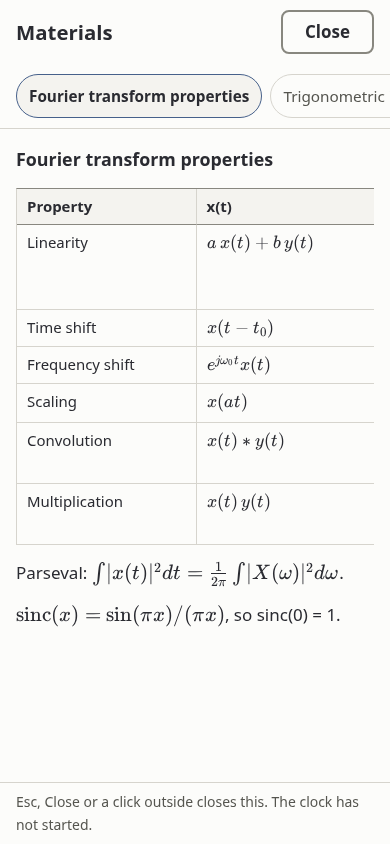 Materials
Close
Fourier transform properties
Trigonometric
Fourier transform properties
Property x(t)
Linearity a x(t) + b y(t)
Time shift x(t − t₀)
Frequency shift e^{jω₀t}x(t)
Scaling x(at)
Convolution x(t) ∗ y(t)
Multiplication x(t) y(t)
Parseval: ∫|x(t)|²dt = 1/2π ∫|X(ω)|²dω.
sinc(x) = sin(πx)/(πx), so sinc(0) = 1.
Esc, Close or a click outside closes this. The clock has
not started.